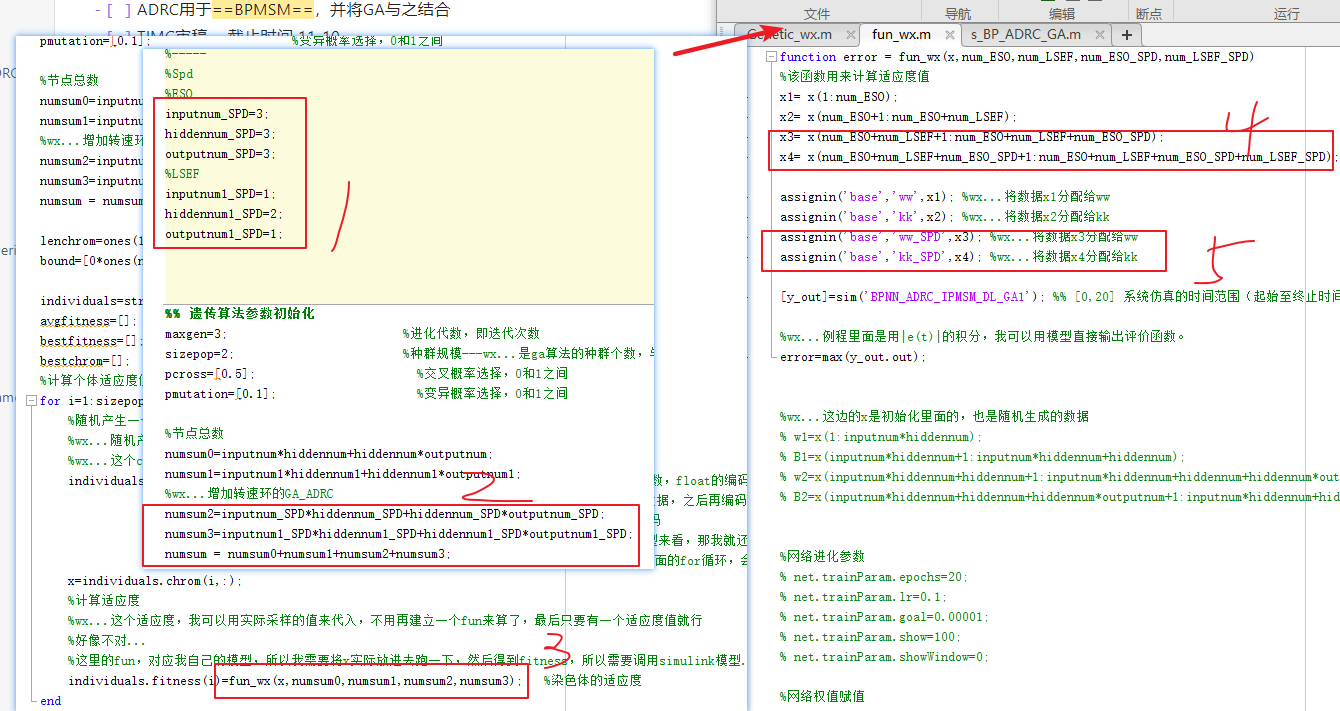 - [ ] ADRC用于==BPMSM==，并将GA与之结合
pmutation=[0.1]; %变异概率选择，0和1之间
%节点总数
numsum0=inputnu
numsum1=inputnu
%wx...增加转速环
numsum2=inputnu
numsum3=inputnu
numsum = numsum
lenchrom=ones(1
bound=[0*ones(n
individuals=str
avgfitness=[];
bestfitness=[];
bestchrom=[];
%计算个体适应度值
for i=1:sizepop
%随机产生一
%wx...随机产
%wx...这个c
individuals
x=individuals.chrom(i,:);
%计算适应度
%wx...这个适应度，我可以用实际采样的值来代入，不用再建立一个fun来算了，最后只要有一个适应度值就行
%好像不对...
%这里的fun，对应我自己的模型，所以我需要将x实际放进去跑一下，然后得到fitness，所以需要调用simulink模型.
individuals.fitness(i)=fun_wx(x,numsum0,numsum1,numsum2,numsum3); %染色体的适应度
end
%-----
%Spd
%ESO
inputnum_SPD=3;
hiddennum_SPD=3;
outputnum_SPD=3;
%LSEF
inputnum1_SPD=1;
hiddennum1_SPD=2;
outputnum1_SPD=1;
1
%% 遗传算法参数初始化
maxgen=3; %进化代数，即迭代次数
sizepop=2; %种群规模---wx...是ga算法的种群个数，
pcross=[0.5]; %交叉概率选择，0和1之间
pmutation=[0.1]; %变异概率选择，0和1之间
%节点总数
numsum0=inputnum*hiddennum+hiddennum*outputnum;
numsum1=inputnum1*hiddennum1+hiddennum1*outputnum1;
%wx...增加转速环的GA_ADRC
2
numsum2=inputnum_SPD*hiddennum_SPD+hiddennum_SPD*outputnum_SPD;
numsum3=inputnum1_SPD*hiddennum1_SPD+hiddennum1_SPD*outputnum1_SPD;
numsum = numsum0+numsum1+numsum2+numsum3;
数，float的编码
据，之后再编码
码
型来看，那我就还
面的for循环，会
3
文件 导航 编辑 断点 运行
Genetic_wx.m fun_wx.m s_BP_ADRC_GA.m +
function error = fun_wx(x,num_ESO,num_LSEF,num_ESO_SPD,num_LSEF_SPD)
%该函数用来计算适应度值
x1= x(1:num_ESO);
x2= x(num_ESO+1:num_ESO+num_LSEF);
4
x3= x(num_ESO+num_LSEF+1:num_ESO+num_LSEF+num_ESO_SPD);
x4= x(num_ESO+num_LSEF+num_ESO_SPD+1:num_ESO+num_LSEF+num_ESO_SPD+num_LSEF_SPD);
assignin('base','ww',x1); %wx...将数据x1分配给ww
assignin('base','kk',x2); %wx...将数据x2分配给kk
assignin('base','ww_SPD',x3); %wx...将数据x3分配给ww
assignin('base','kk_SPD',x4); %wx...将数据x4分配给kk
5
[y_out]=sim('BPNN_ADRC_IPMSM_DL_GA1'); %% [0,20] 系统仿真的时间范围（起始至终止时间
%wx...例程里面是用|e(t)|的积分，我可以用模型直接输出评价函数。
error=max(y_out.out);
%wx...这边的x是初始化里面的，也是随机生成的数据
% w1=x(1:inputnum*hiddennum);
% B1=x(inputnum*hiddennum+1:inputnum*hiddennum+hiddennum);
% w2=x(inputnum*hiddennum+hiddennum+1:inputnum*hiddennum+hiddennum+hiddennum*out
% B2=x(inputnum*hiddennum+hiddennum+hiddennum*outputnum+1:inputnum*hiddennum+hid
%网络进化参数
% net.trainParam.epochs=20;
% net.trainParam.lr=0.1;
% net.trainParam.goal=0.00001;
% net.trainParam.show=100;
% net.trainParam.showWindow=0;
%网络权值赋值